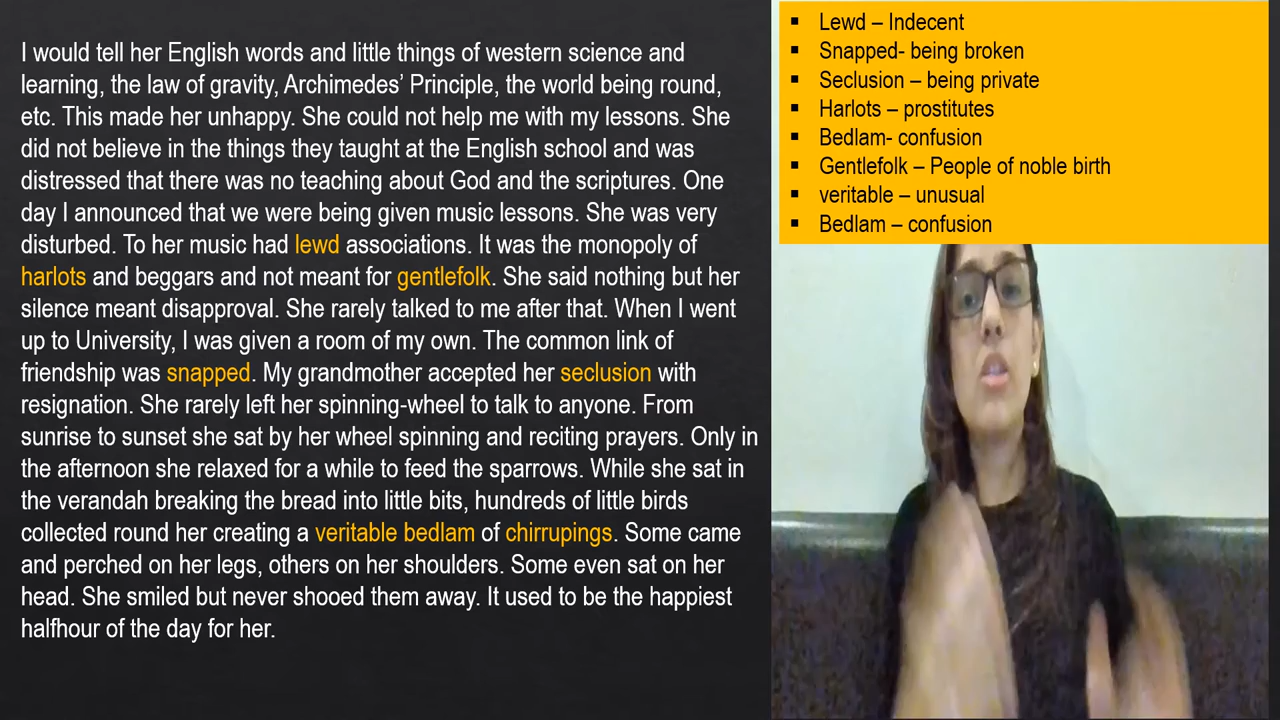 I would tell her English words and little things of western science and
learning, the law of gravity, Archimedes' Principle, the world being round,
etc. This made her unhappy. She could not help me with my lessons. She
did not believe in the things they taught at the English school and was
distressed that there was no teaching about God and the scriptures. One
day I announced that we were being given music lessons. She was very
disturbed. To her music had lewd associations. It was the monopoly of
harlots and beggars and not meant for gentlefolk. She said nothing but her
silence meant disapproval. She rarely talked to me after that. When I went
up to University, I was given a room of my own. The common link of
friendship was snapped. My grandmother accepted her seclusion with
resignation. She rarely left her spinning-wheel to talk to anyone. From
sunrise to sunset she sat by her wheel spinning and reciting prayers. Only in
the afternoon she relaxed for a while to feed the sparrows. While she sat in
the verandah breaking the bread into little bits, hundreds of little birds
collected round her creating a veritable bedlam of chirrupings. Some came
and perched on her legs, others on her shoulders. Some even sat on her
head. She smiled but never shooed them away. It used to be the happiest
halfhour of the day for her.
▪ Lewd – Indecent
▪ Snapped- being broken
▪ Seclusion – being private
▪ Harlots – prostitutes
▪ Bedlam- confusion
▪ Gentlefolk – People of noble birth
▪ veritable – unusual
▪ Bedlam – confusion